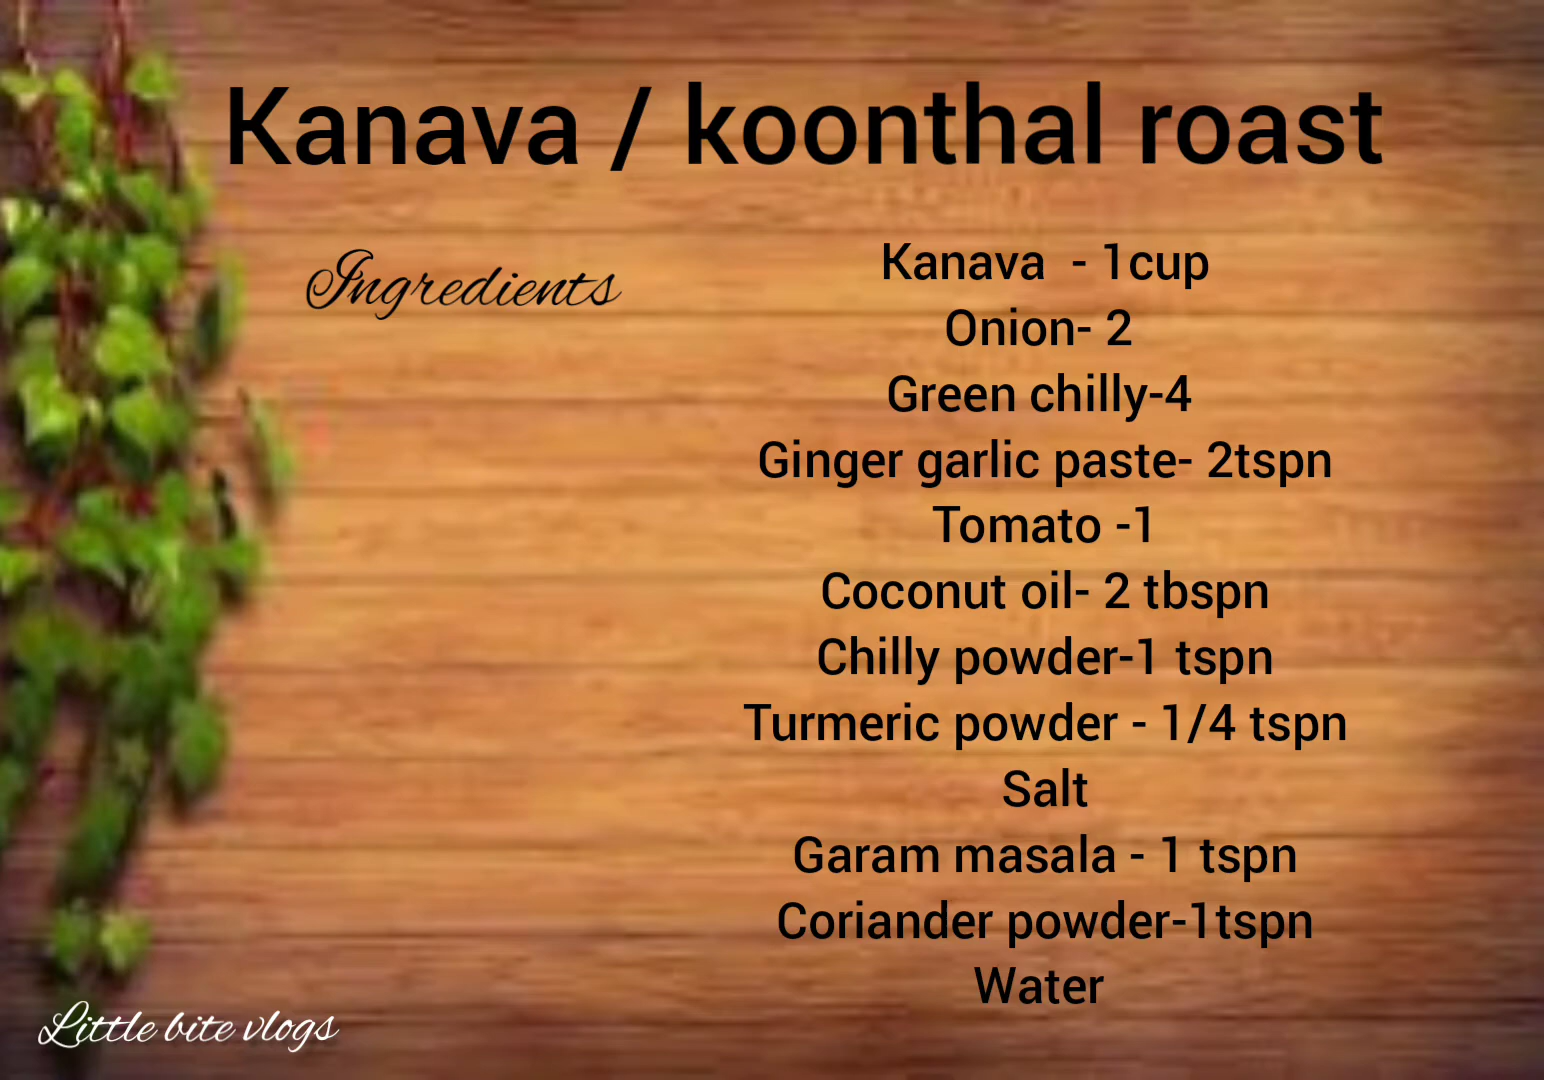 Kanava / koonthal roast
Ingredients
Kanava  - 1cup
Onion- 2
Green chilly-4
Ginger garlic paste- 2tspn
Tomato -1
Coconut oil- 2 tbspn
Chilly powder-1 tspn
Turmeric powder - 1/4 tspn
Salt
Garam masala - 1 tspn
Coriander powder-1tspn
Water
Little bite vlogs